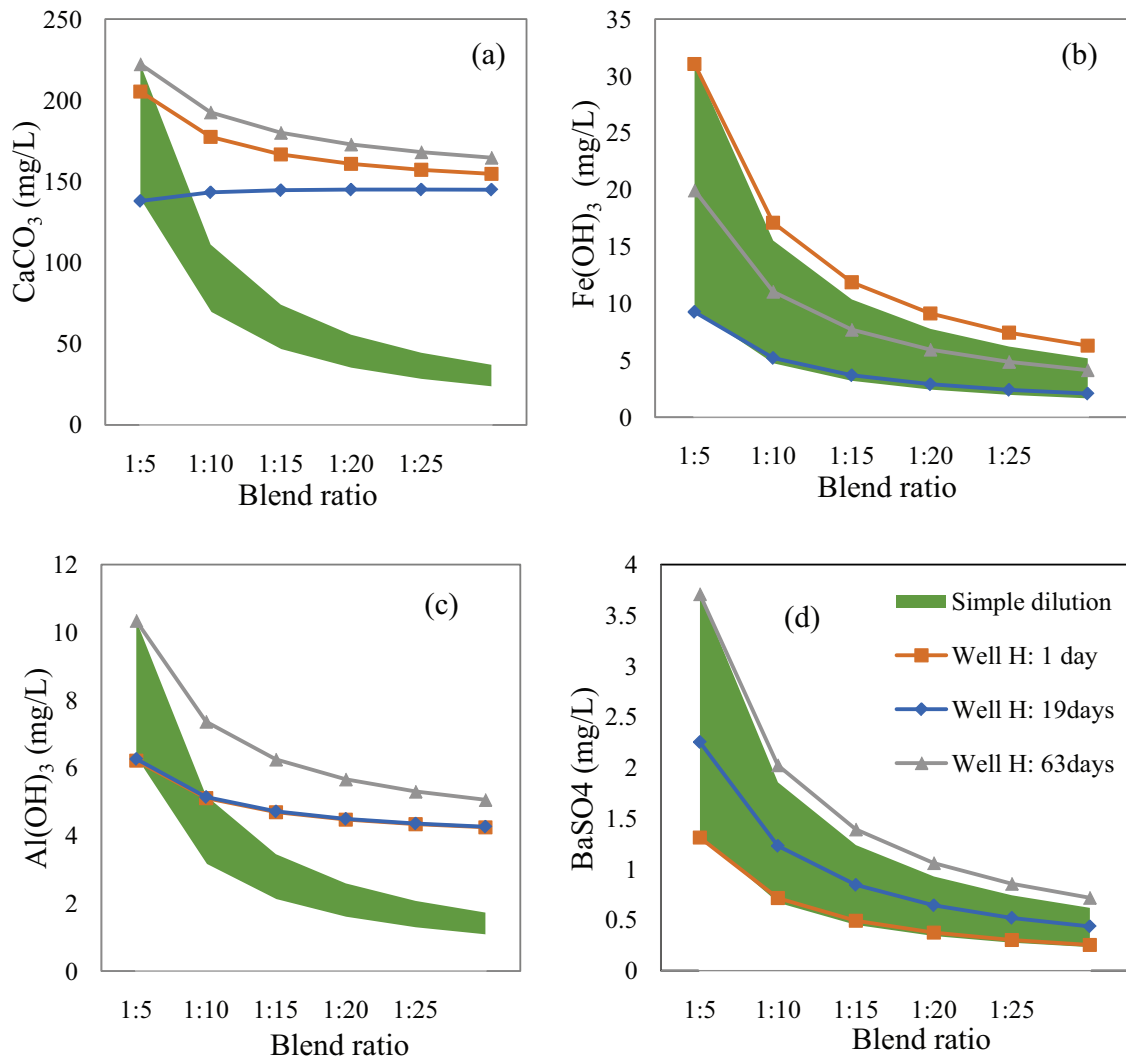 (a)
CaCO₃ (mg/L)
250
200
150
100
50
0
1:5 1:10 1:15 1:20 1:25
Blend ratio
(b)
Fe(OH)₃ (mg/L)
35
30
25
20
15
10
5
0
1:5 1:10 1:15 1:20 1:25
Blend ratio
(c)
Al(OH)₃ (mg/L)
12
10
8
6
4
2
0
1:5 1:10 1:15 1:20 1:25
Blend ratio
(d)
BaSO4 (mg/L)
4
3.5
3
2.5
2
1.5
1
0.5
0
Simple dilution
Well H: 1 day
Well H: 19days
Well H: 63days
1:5 1:10 1:15 1:20 1:25
Blend ratio